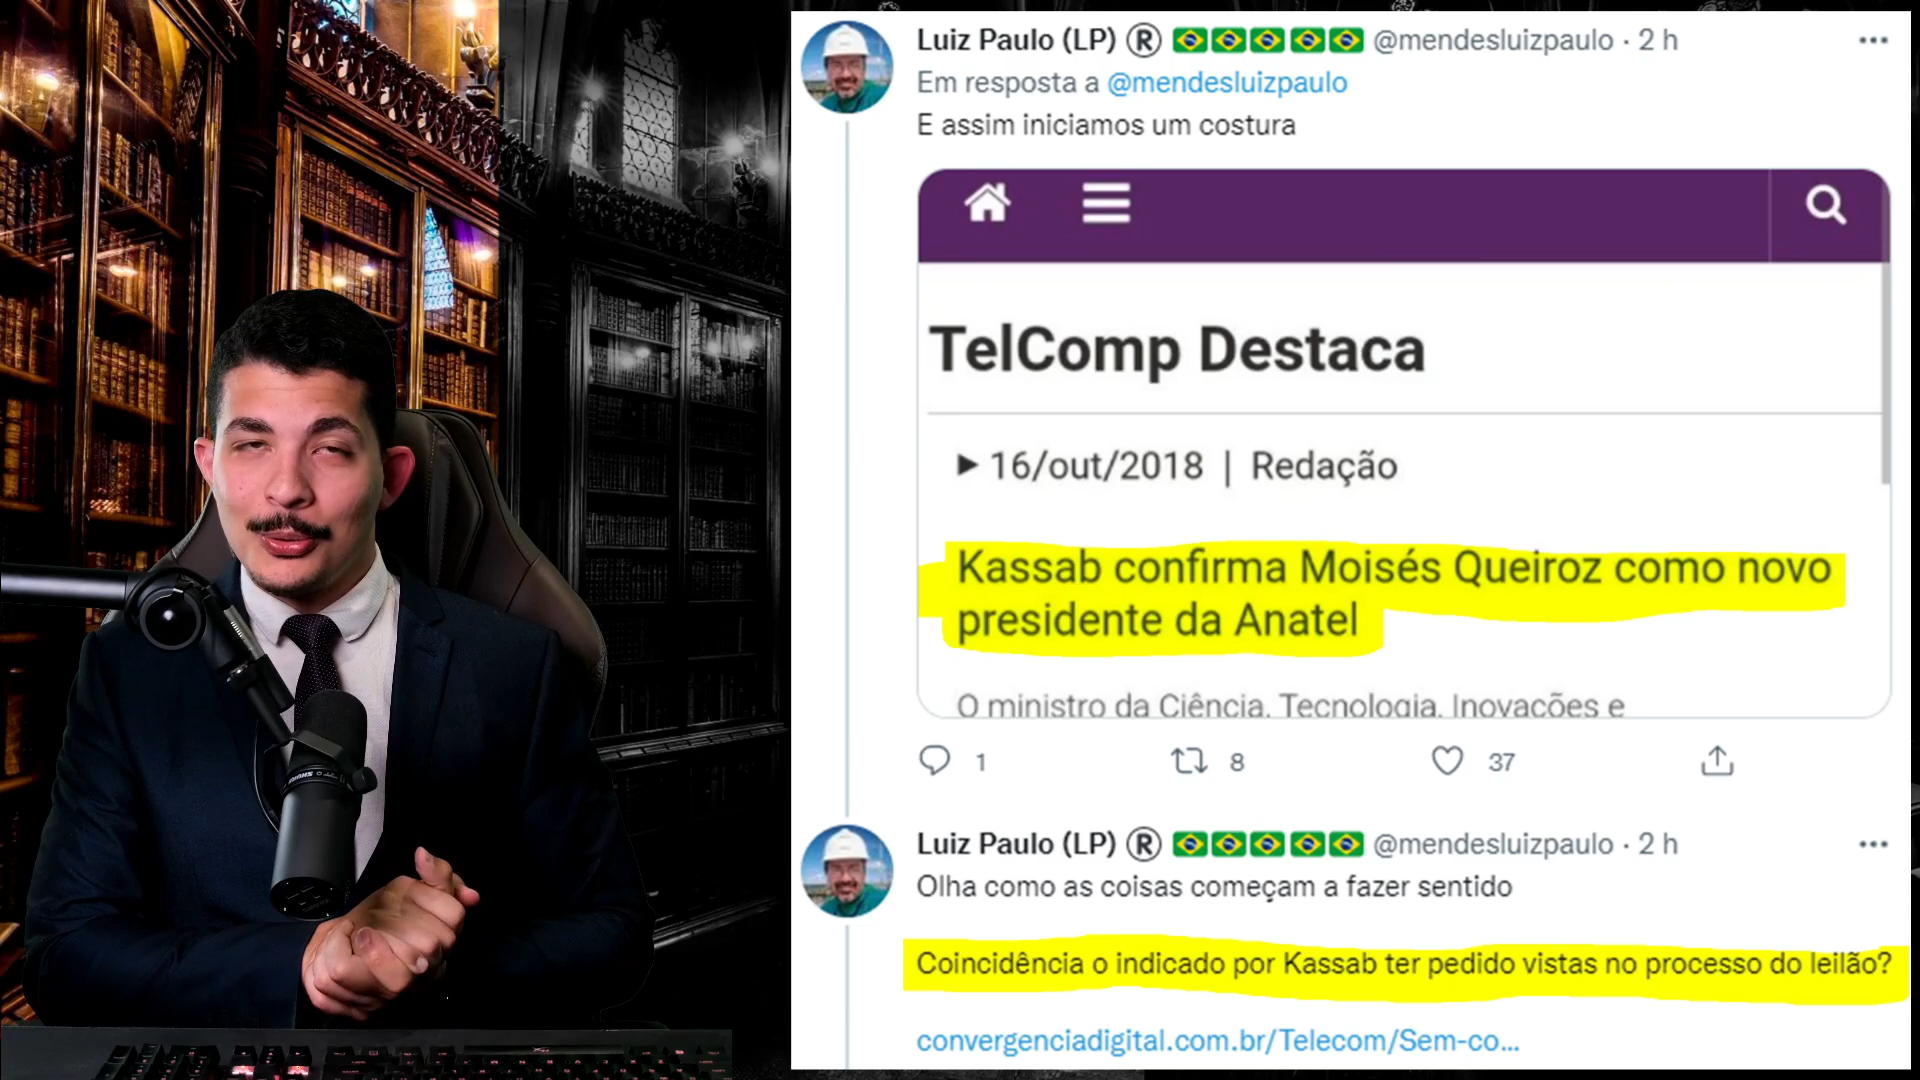 Luiz Paulo (LP) ® 🇧🇷🇧🇷🇧🇷🇧🇷🇧🇷 @mendesluizpaulo · 2 h
Em resposta a @mendesluizpaulo
E assim iniciamos um costura
TelComp Destaca
▶ 16/out/2018 | Redação
Kassab confirma Moisés Queiroz como novo
presidente da Anatel
O ministro da Ciência, Tecnologia, Inovações e
1 8 37
Luiz Paulo (LP) ® 🇧🇷🇧🇷🇧🇷🇧🇷🇧🇷 @mendesluizpaulo · 2 h
Olha como as coisas começam a fazer sentido
Coincidência o indicado por Kassab ter pedido vistas no processo do leilão?
convergenciadigital.com.br/Telecom/Sem-co...
SHURE